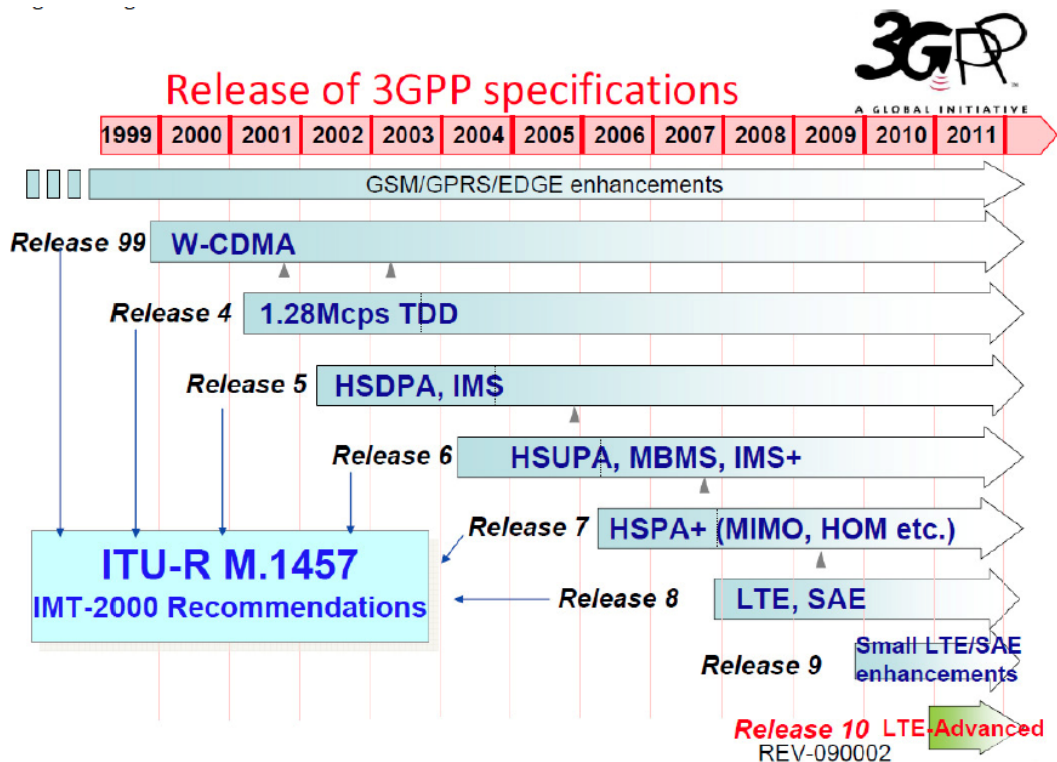 3GPP
TM
A GLOBAL INITIATIVE
Release of 3GPP specifications
1999 2000 2001 2002 2003 2004 2005 2006 2007 2008 2009 2010 2011
GSM/GPRS/EDGE enhancements
Release 99 W-CDMA
Release 4 1.28Mcps TDD
Release 5 HSDPA, IMS
Release 6 HSUPA, MBMS, IMS+
Release 7 HSPA+ (MIMO, HOM etc.)
ITU-R M.1457
IMT-2000 Recommendations
Release 8 LTE, SAE
Release 9 Small LTE/SAE
enhancements
Release 10 LTE-Advanced
REV-090002